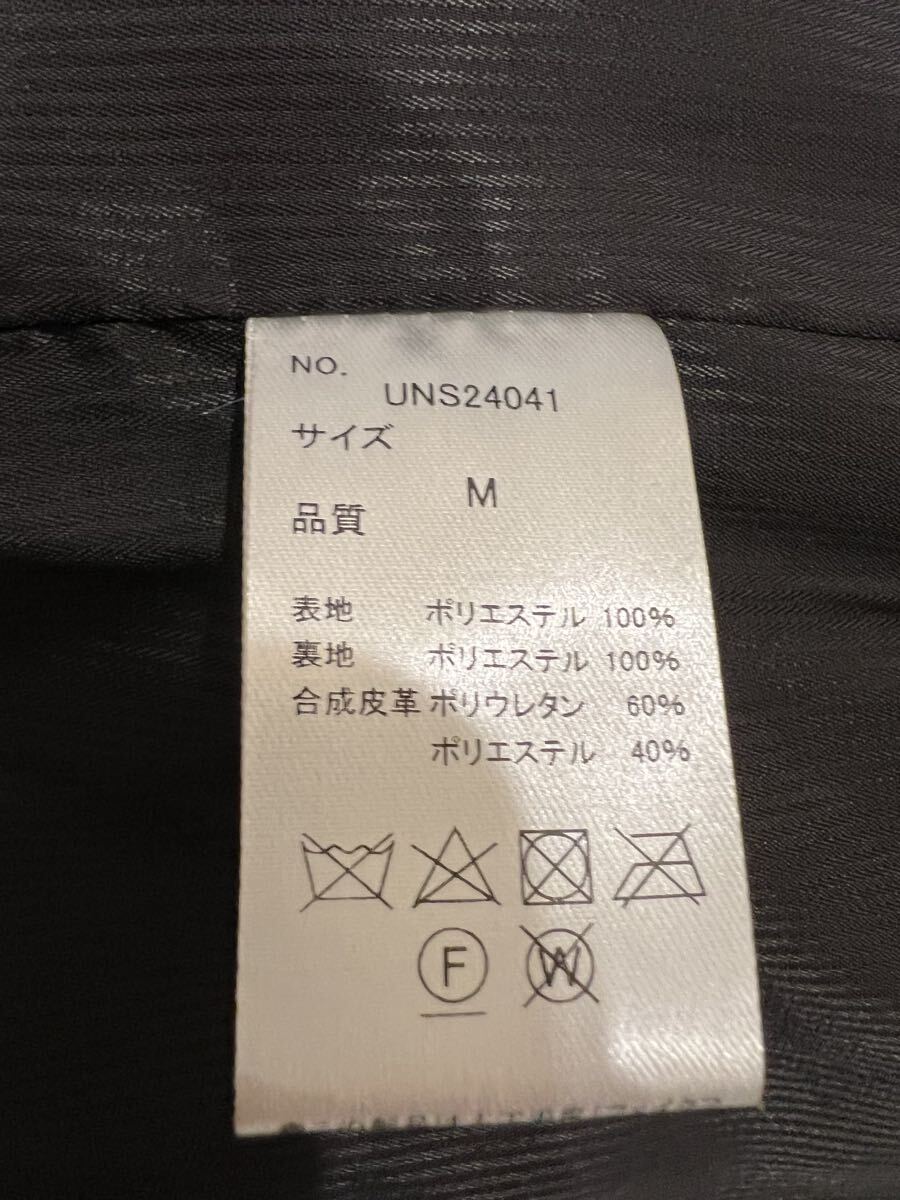 NO.
UNS24041
サイズ
M
品質
表地 ポリエステル 100%
裏地 ポリエステル 100%
合成皮革 ポリウレタン 60%
ポリエステル 40%
F
W